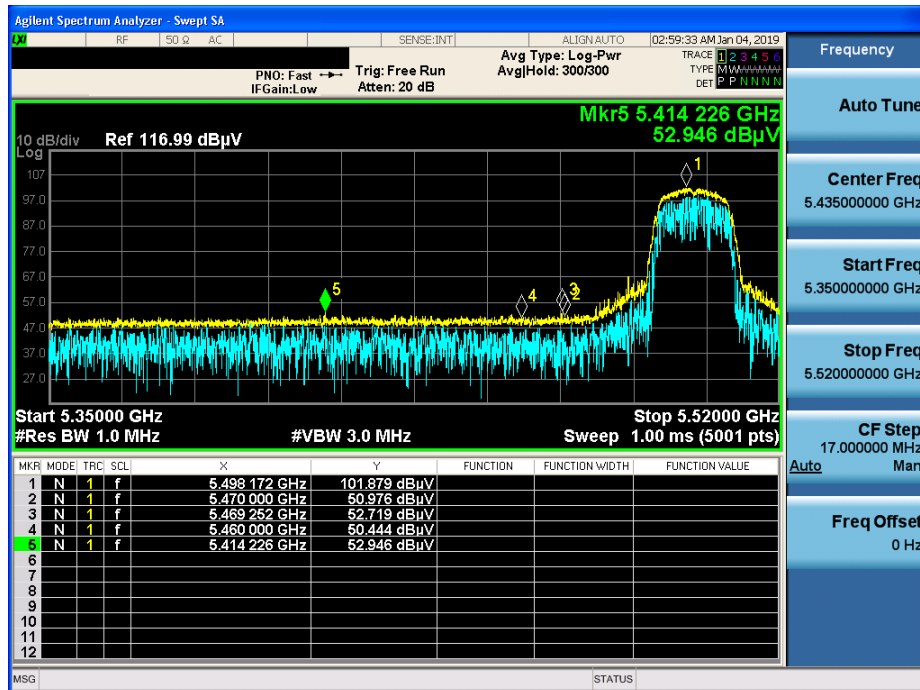 Agilent Spectrum Analyzer - Swept SA
LXI RF 50 Ω AC SENSE:INT ALIGN AUTO 02:59:33 AM Jan 04, 2019
Frequency
PNO: Fast
IFGain:Low
Trig: Free Run
Atten: 20 dB
Avg Type: Log-Pwr
Avg|Hold: 300/300
TRACE 1 2 3 4 5 6
TYPE M
DET P P N N N N
Mkr5 5.414 226 GHz
52.946 dBµV
10 dB/div Ref 116.99 dBµV
Log
107
97.0
87.0
77.0
67.0
57.0
47.0
37.0
27.0
1
5
4
3
2
Start 5.35000 GHz Stop 5.52000 GHz
#Res BW 1.0 MHz #VBW 3.0 MHz Sweep 1.00 ms (5001 pts)
MKR MODE TRC SCL X Y FUNCTION FUNCTION WIDTH FUNCTION VALUE
1 N 1 f 5.498 172 GHz 101.879 dBµV
2 N 1 f 5.470 000 GHz 50.976 dBµV
3 N 1 f 5.469 252 GHz 52.719 dBµV
4 N 1 f 5.460 000 GHz 50.444 dBµV
5 N 1 f 5.414 226 GHz 52.946 dBµV
6
7
8
9
10
11
12
MSG STATUS
Auto Tune
Center Freq
5.435000000 GHz
Start Freq
5.350000000 GHz
Stop Freq
5.520000000 GHz
CF Step
17.000000 MHz
Auto Man
Freq Offset
0 Hz